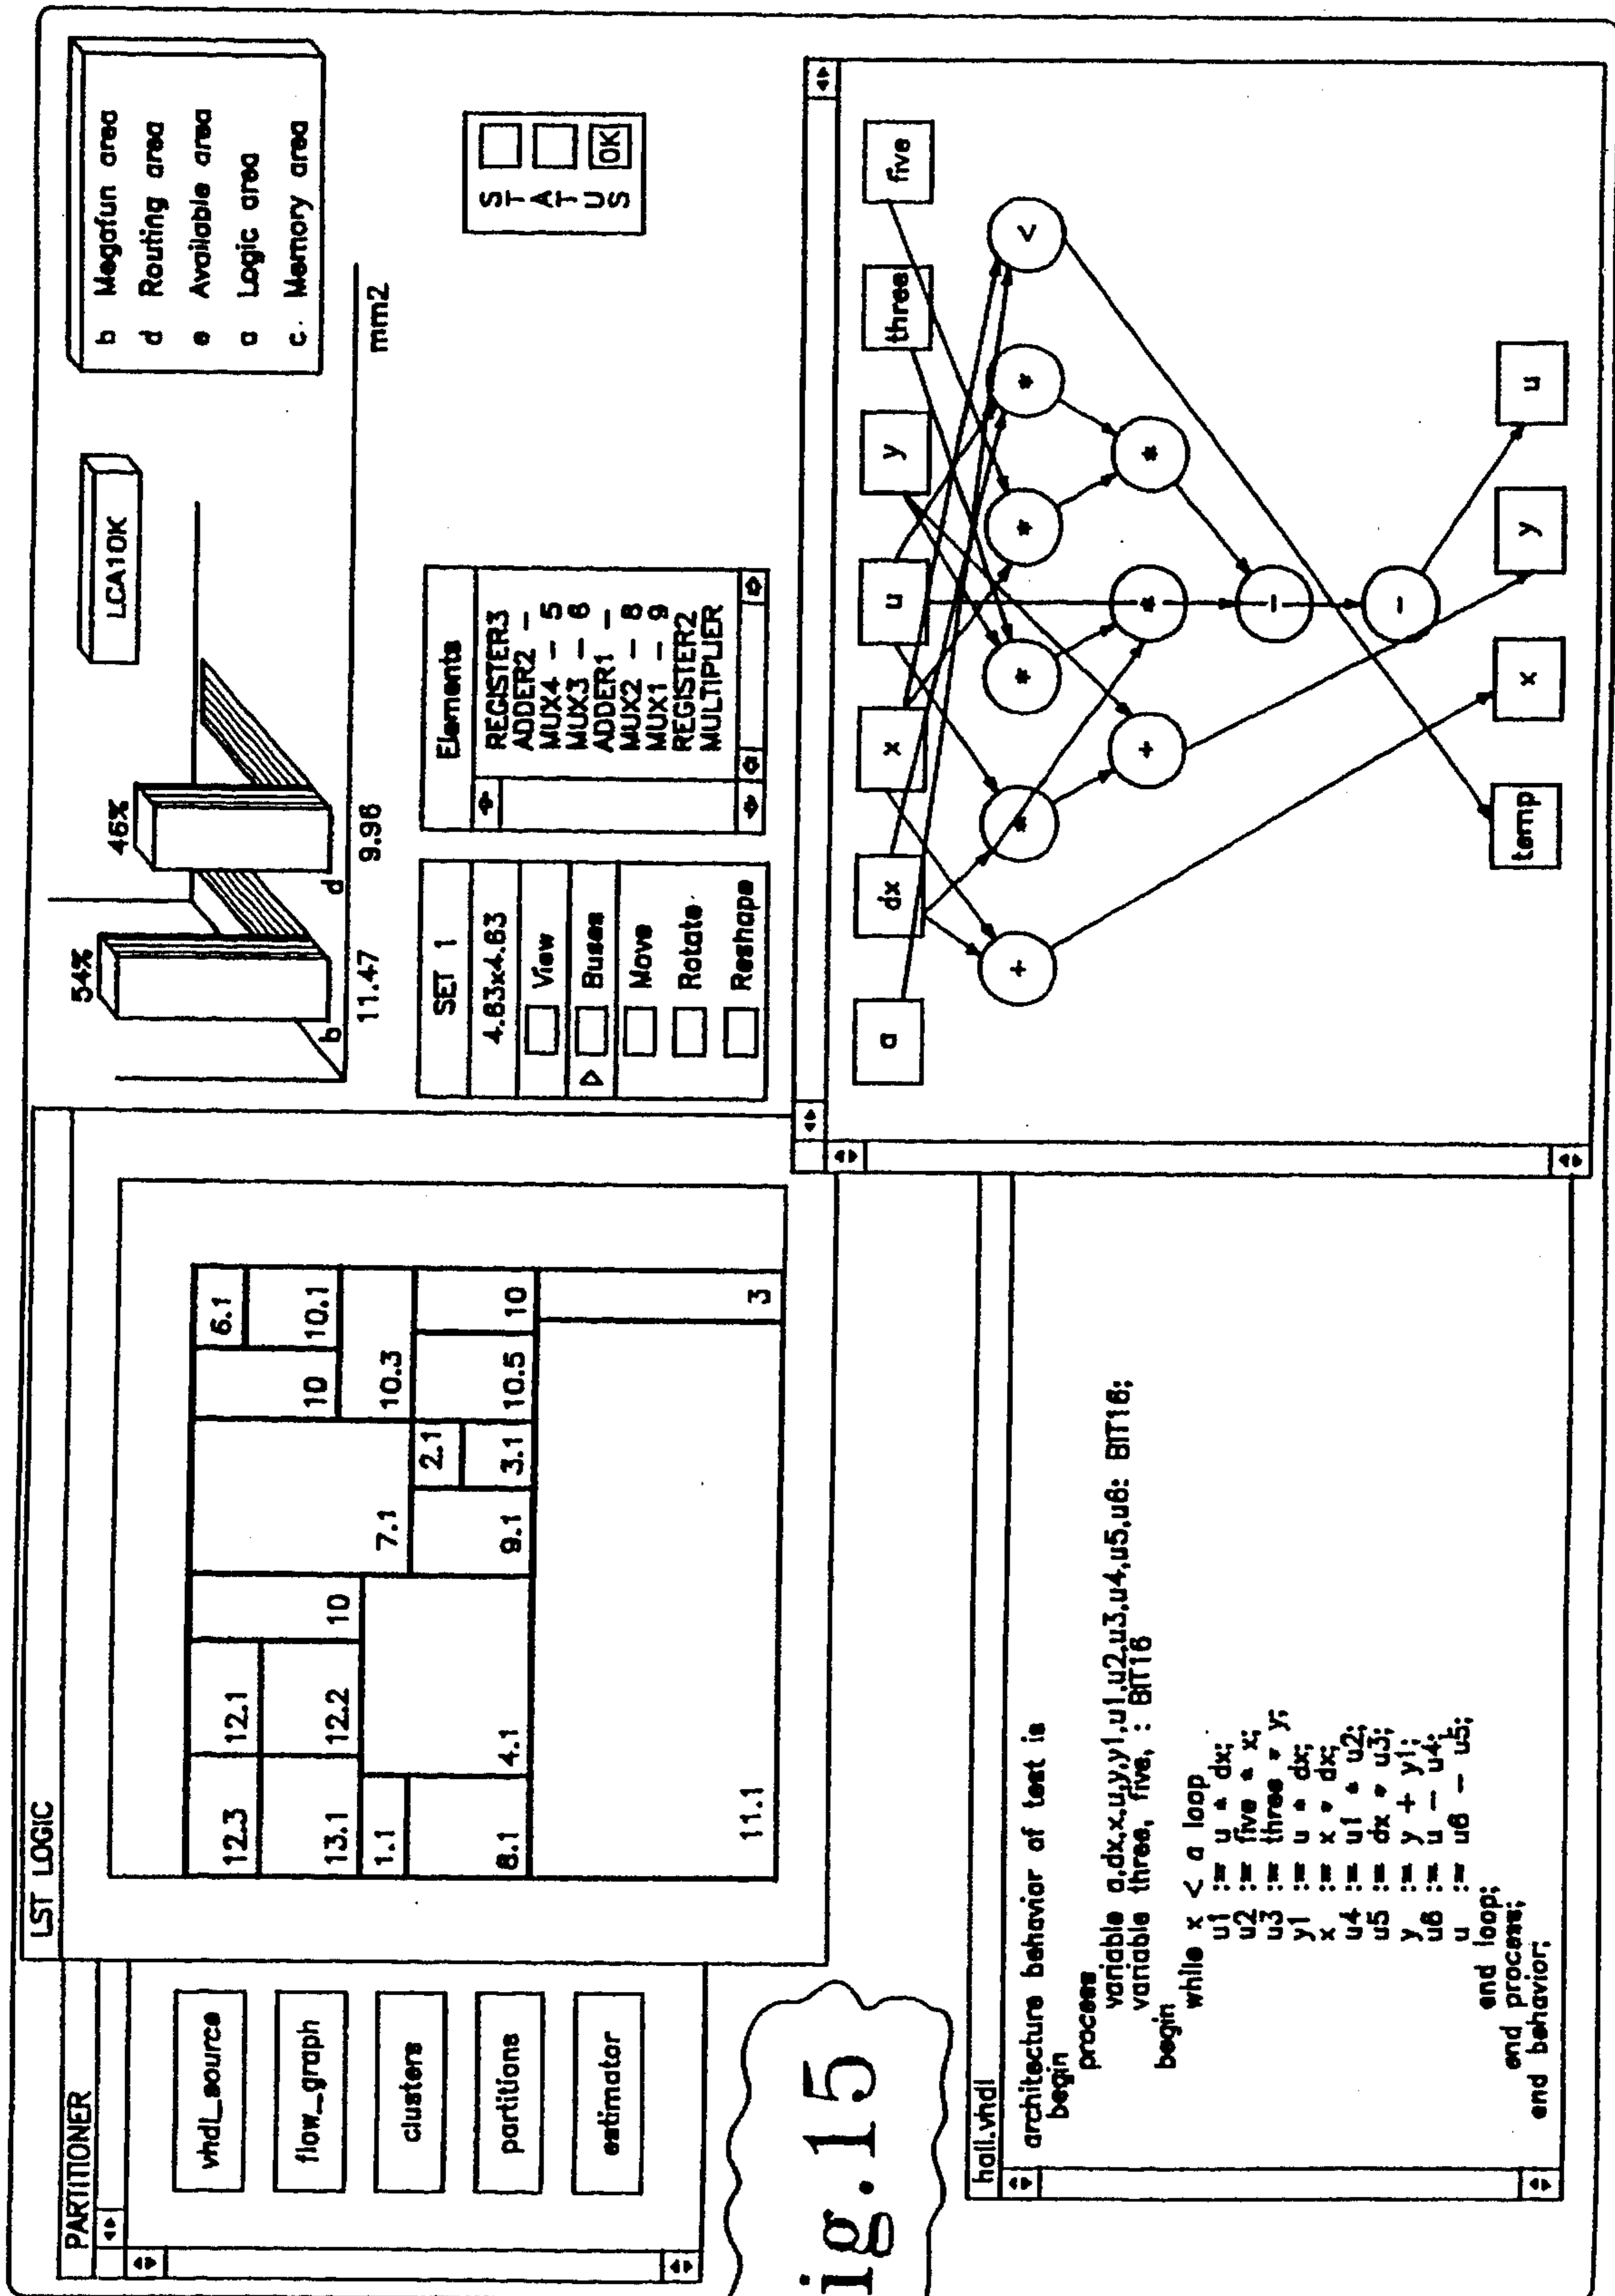 PARTITIONER
vhdl_source
flow_graph
clusters
partitions
estimator
LST LOGIC
12.3
12.1
10
7.1
10
6.1
10.1
13.1
12.2
10.3
1.1
4.1
8.1
9.1
2.1
3.1
10.5
10
11.1
3
54%
46%
LCA10K
b
d
11.47
9.96
mm2
b Megafun area
d Routing area
e Available area
a Logic area
c. Memory area
SET 1
4.63x4.63
View
Buses
Move
Rotate
Reshape
Elements
REGISTER3
ADDER2 –
MUX4 – 5
MUX3 – 6
ADDER1 –
MUX2 – 8
MUX1 – 9
REGISTER2
MULTIPLIER
STATUS
OK
ig.15
hall.vhdl
architecture behavior of test is
begin
process
variable a,dx,x,u,y,y1,u1,u2,u3,u4,u5,u6: BIT16;
variable three, five, : BIT16
begin
while x < a loop
u1 := u * dx;
u2 := five * x;
u3 := three * y;
y1 := u * dx;
x := x + dx;
u4 := u1 * u2;
u5 := dx * u3;
y := y + y1;
u6 := u – u4;
u := u6 – u5;
end loop;
end process;
end behavior;
a
dx
x
u
y
three
five
+
*
*
*
*
<
+
*
*
–
–
temp
x
y
u